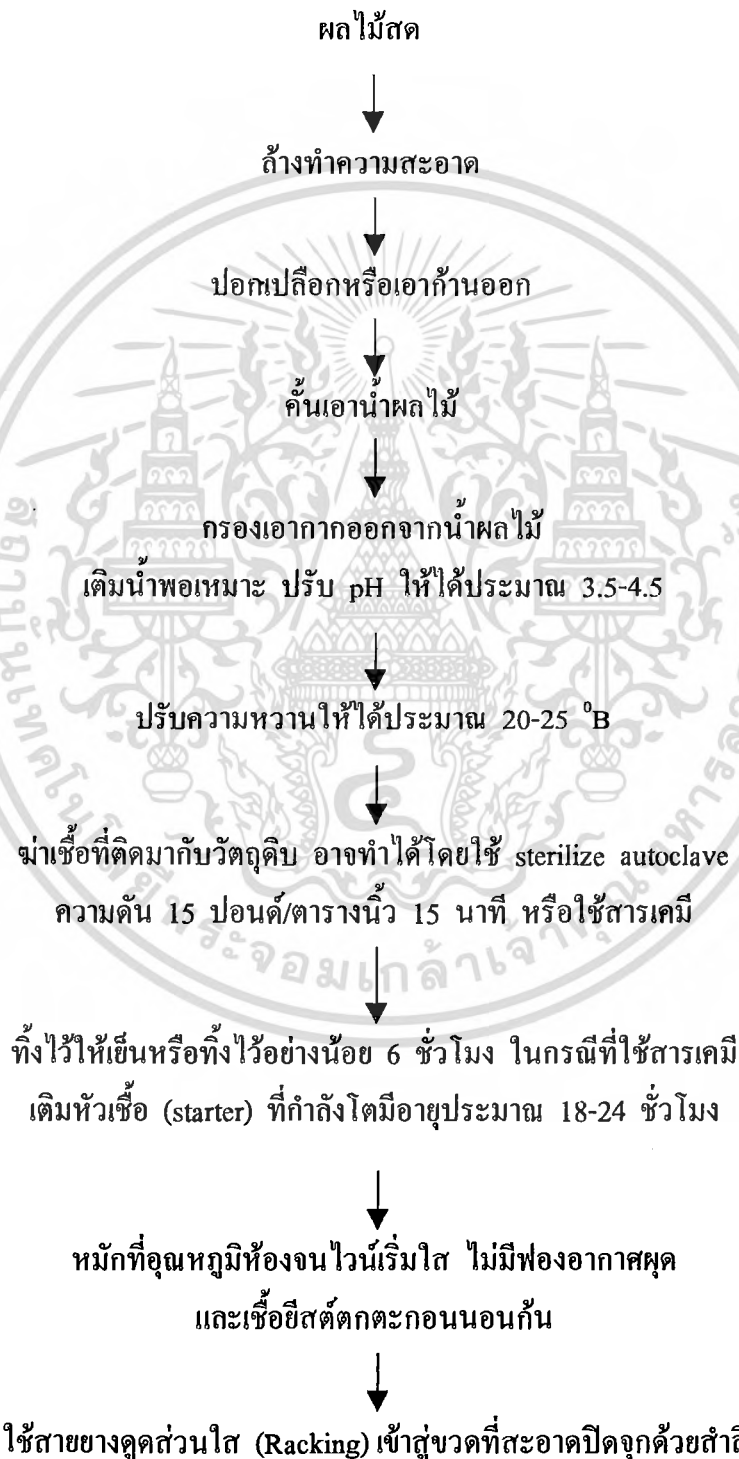 ผลไม้สด
ล้างทำความสะอาด
ปอกเปลือกหรือเอาก้านออก
คั้นเอาน้ำผลไม้
กรองเอากากออกจากน้ำผลไม้
เติมน้ำพอเหมาะ ปรับ pH ให้ได้ประมาณ 3.5-4.5
ปรับความหวานให้ได้ประมาณ 20-25 ⁰B
ฆ่าเชื้อที่ติดมากับวัตถุดิบ อาจทำได้โดยใช้ sterilize autoclave
ความดัน 15 ปอนด์/ตารางนิ้ว 15 นาที หรือใช้สารเคมี
ทิ้งไว้ให้เย็นหรือทิ้งไว้อย่างน้อย 6 ชั่วโมง ในกรณีที่ใช้สารเคมี
เติมหัวเชื้อ (starter) ที่กำลังโตมีอายุประมาณ 18-24 ชั่วโมง
หมักที่อุณหภูมิห้องจนไวน์เริ่มใส ไม่มีฟองอากาศผุด
และเชื้อยีสต์ตกตะกอนนอนก้น
ใช้สายยางดูดส่วนใส (Racking) เข้าสู่ขวดที่สะอาดปิดจุกด้วยสำลี